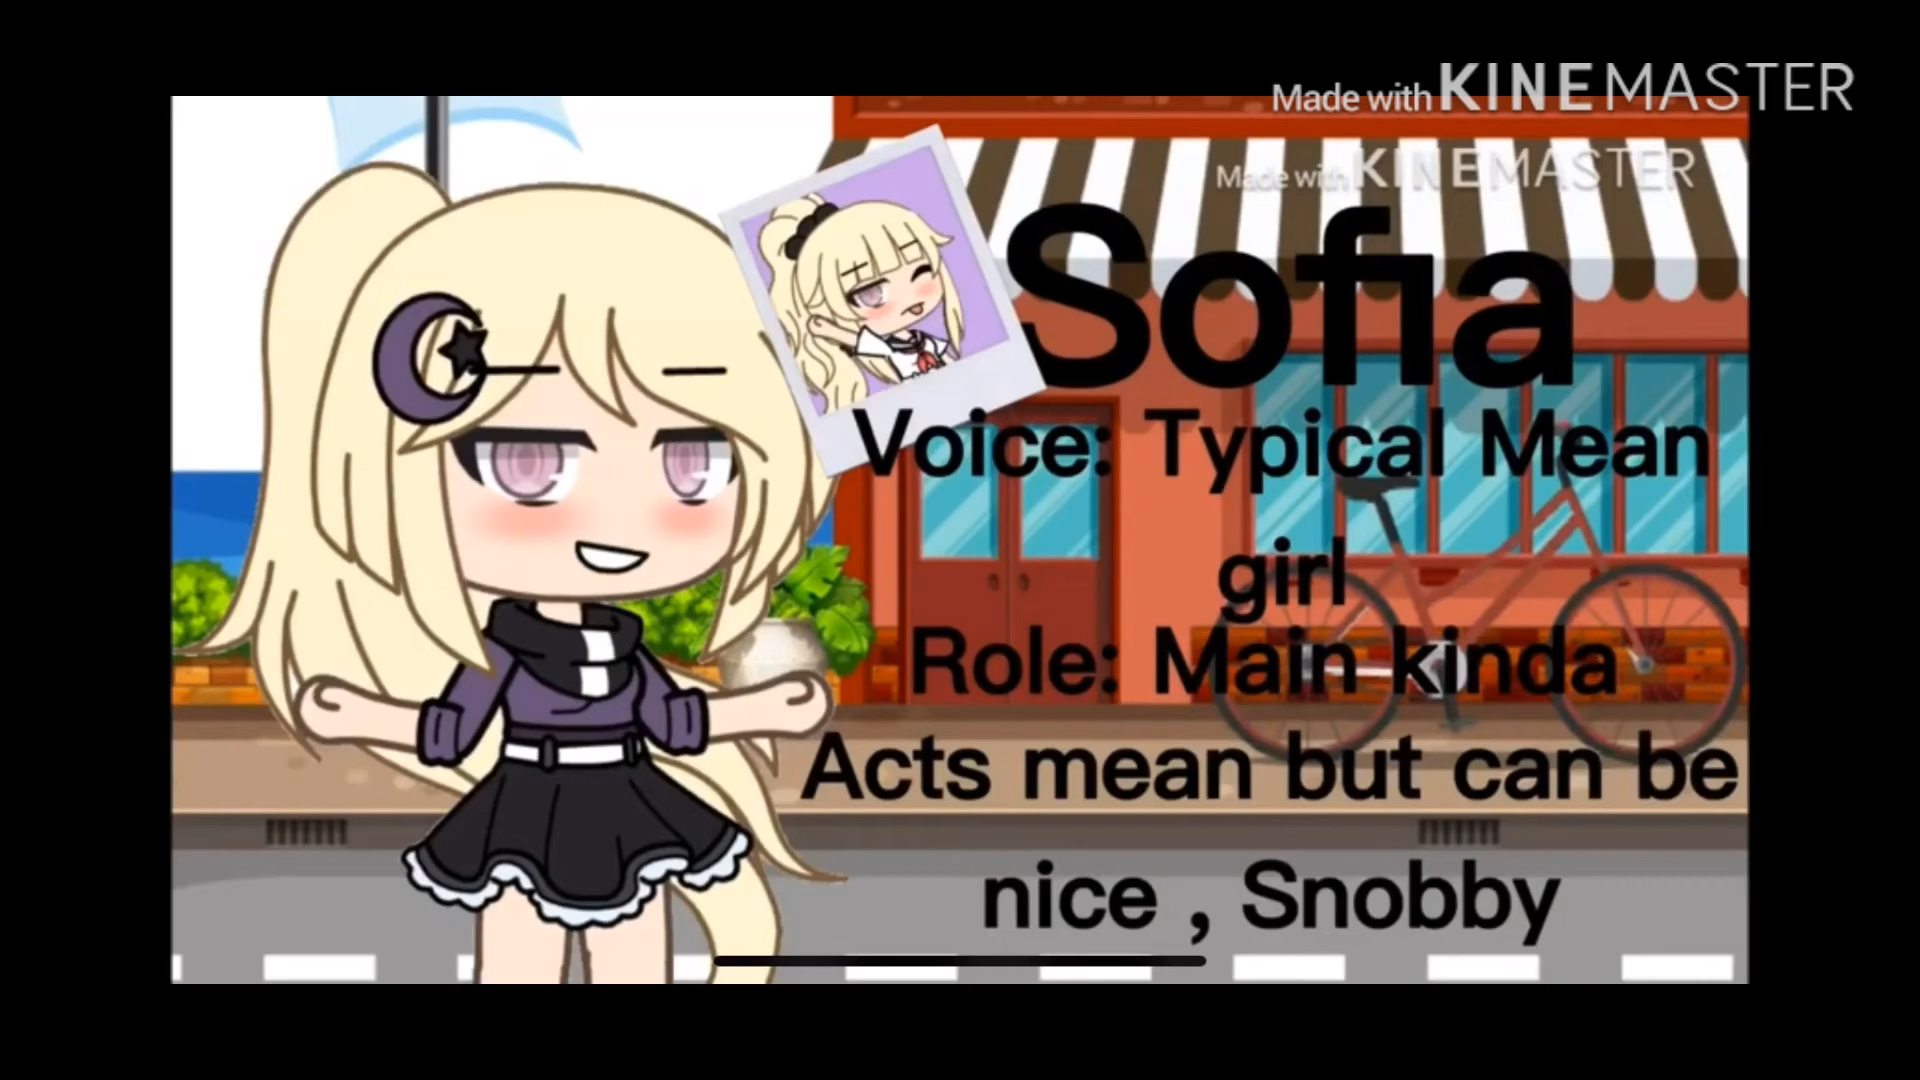 Made with KINEMASTER
Made with KINEMASTER
Sofia
Voice: Typical Mean
girl
Role: Main kinda
Acts mean but can be
nice , Snobby